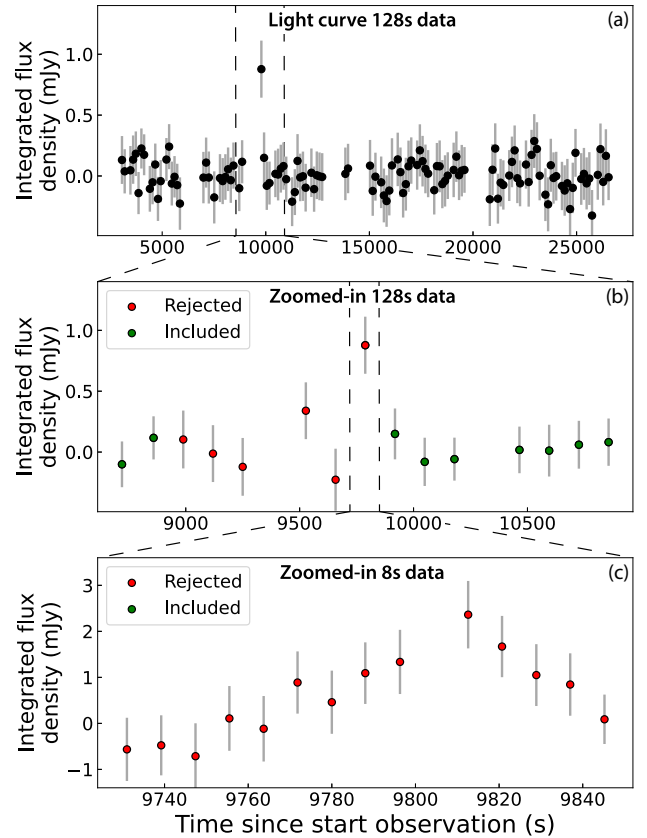 Light curve 128s data
(a)
Integrated flux
density (mJy)
1.0
0.5
0.0
5000 10000 15000 20000 25000
Rejected
Included
Zoomed-in 128s data
(b)
Integrated flux
density (mJy)
1.0
0.5
0.0
9000 9500 10000 10500
Rejected
Included
Zoomed-in 8s data
(c)
Integrated flux
density (mJy)
3
2
1
0
−1
9740 9760 9780 9800 9820 9840
Time since start observation (s)